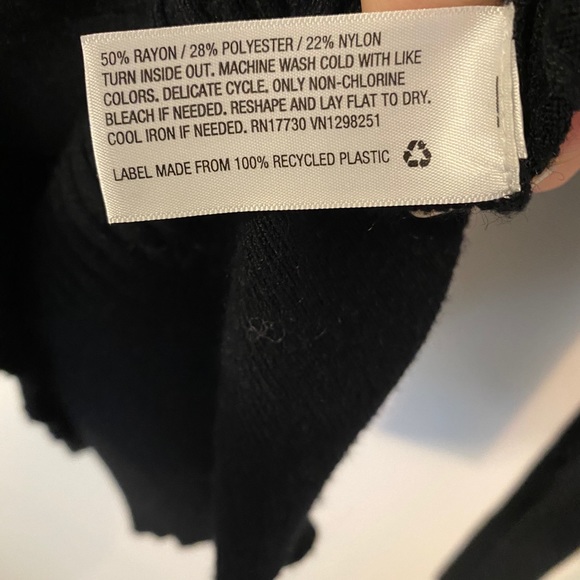 50% RAYON / 28% POLYESTER / 22% NYLON
TURN INSIDE OUT. MACHINE WASH COLD WITH LIKE
COLORS. DELICATE CYCLE. ONLY NON-CHLORINE
BLEACH IF NEEDED. RESHAPE AND LAY FLAT TO DRY.
COOL IRON IF NEEDED. RN17730 VN1298251
LABEL MADE FROM 100% RECYCLED PLASTIC